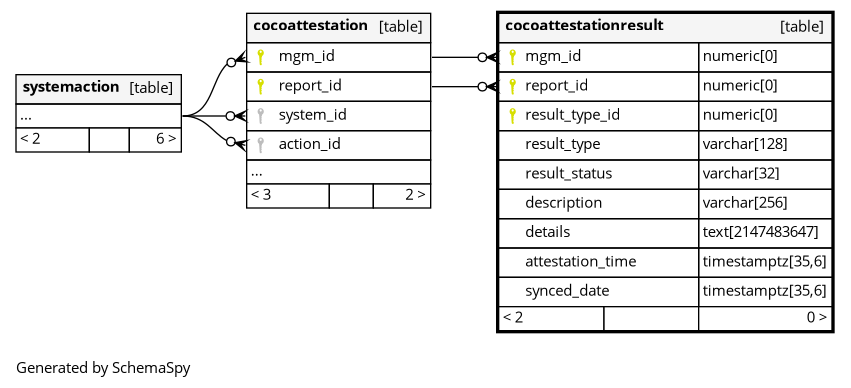 systemaction [table]
...
< 2 6 >
cocoattestation [table]
mgm_id
report_id
system_id
action_id
...
< 3 2 >
cocoattestationresult [table]
mgm_id numeric[0]
report_id numeric[0]
result_type_id numeric[0]
result_type varchar[128]
result_status varchar[32]
description varchar[256]
details text[2147483647]
attestation_time timestamptz[35,6]
synced_date timestamptz[35,6]
< 2 0 >
Generated by SchemaSpy